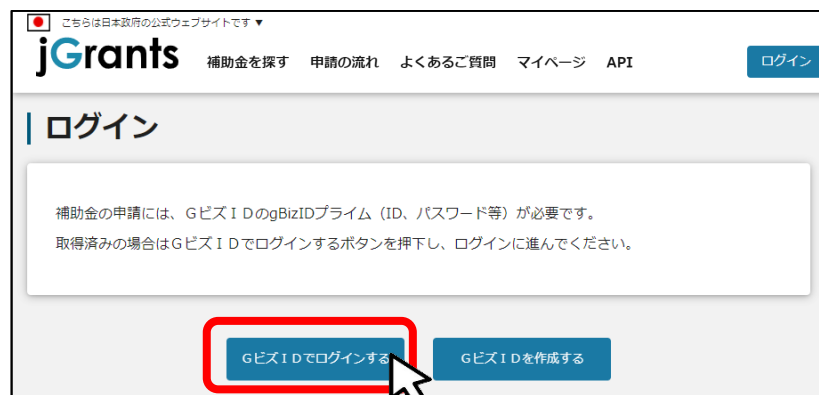 こちらは日本政府の公式ウェブサイトです ▼
jGrants 補助金を探す 申請の流れ よくあるご質問 マイページ API ログイン
ログイン
補助金の申請には、GビズIDのgBizIDプライム（ID、パスワード等）が必要です。
取得済みの場合はGビズIDでログインするボタンを押下し、ログインに進んでください。
GビズIDでログインする GビズIDを作成する